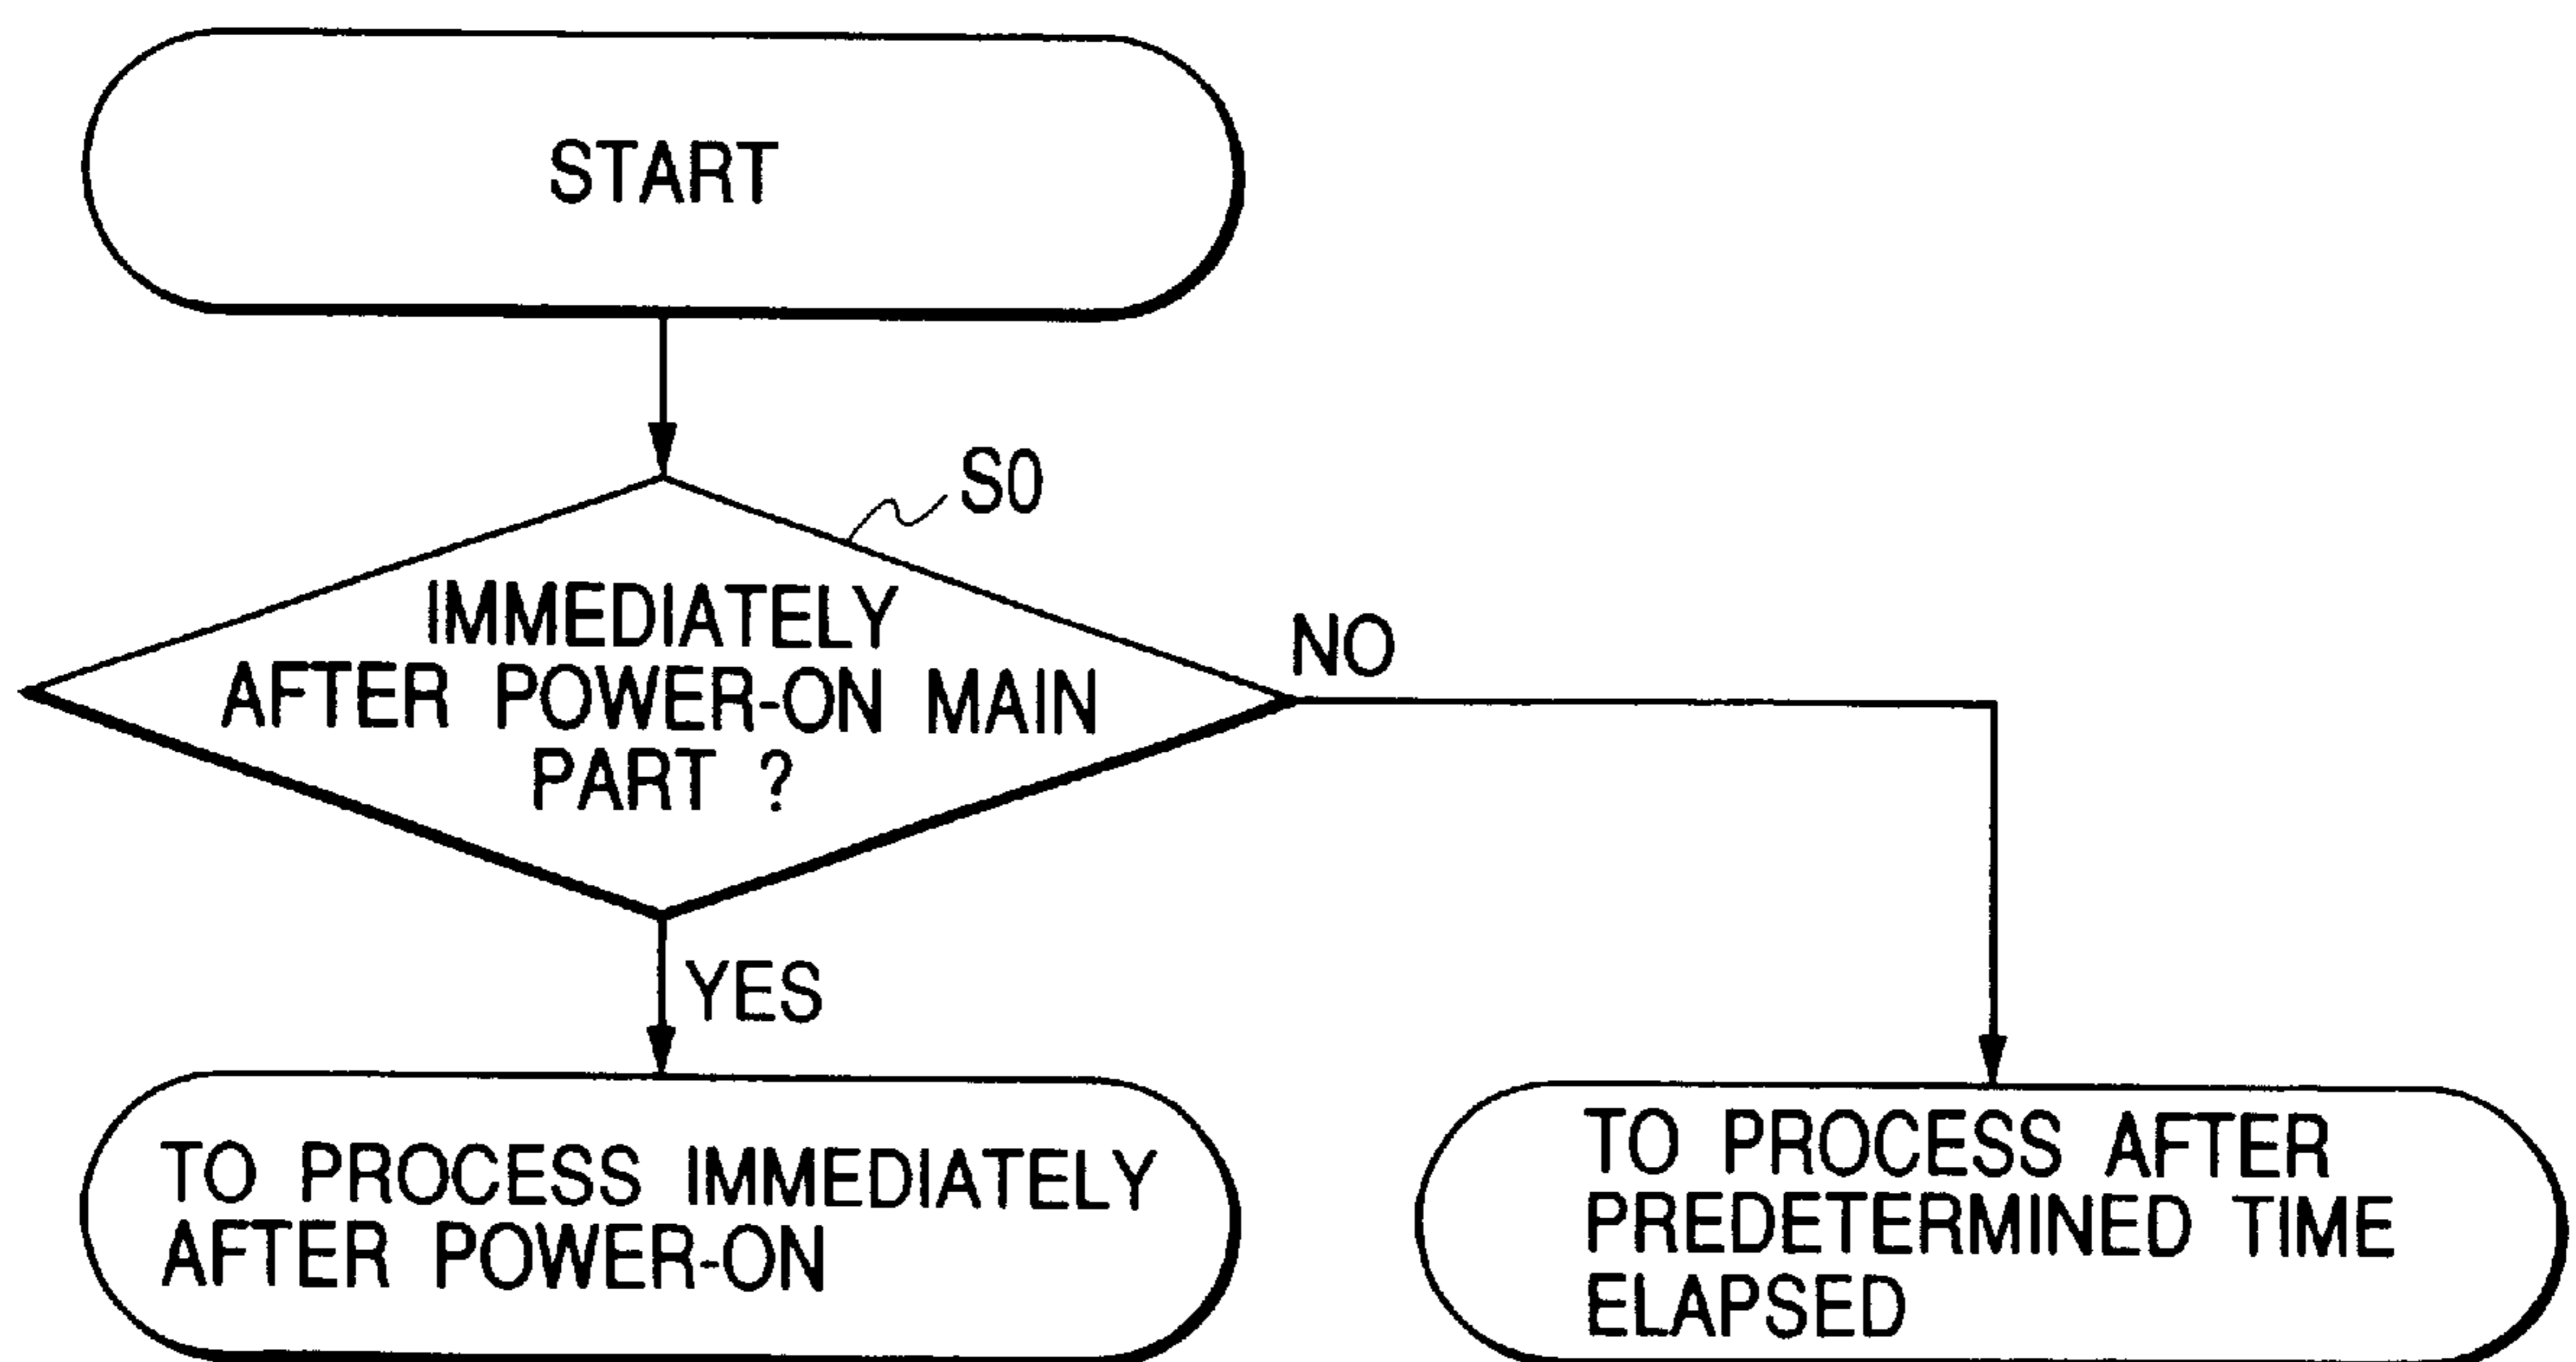 START
S0
IMMEDIATELY
AFTER POWER-ON MAIN
PART ?
NO
YES
TO PROCESS IMMEDIATELY
AFTER POWER-ON
TO PROCESS AFTER
PREDETERMINED TIME
ELAPSED